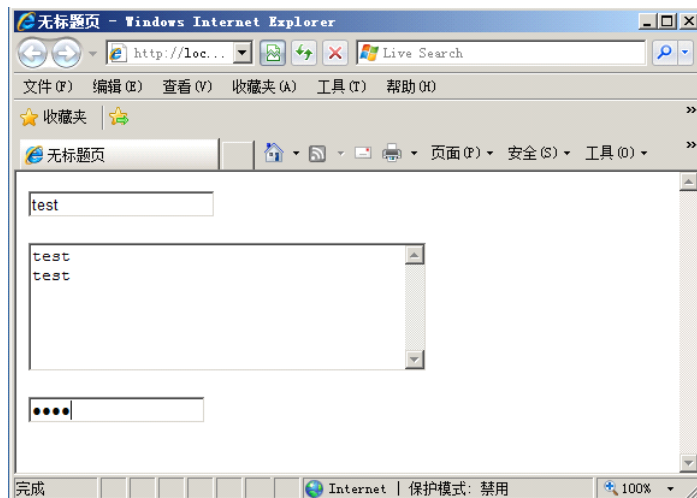 无标题页 - Windows Internet Explorer
http://loc... Live Search
文件(F) 编辑(E) 查看(V) 收藏夹(A) 工具(T) 帮助(H)
收藏夹
无标题页 页面(P) 安全(S) 工具(O)
test
test
test
••••
完成 Internet | 保护模式: 禁用 100%